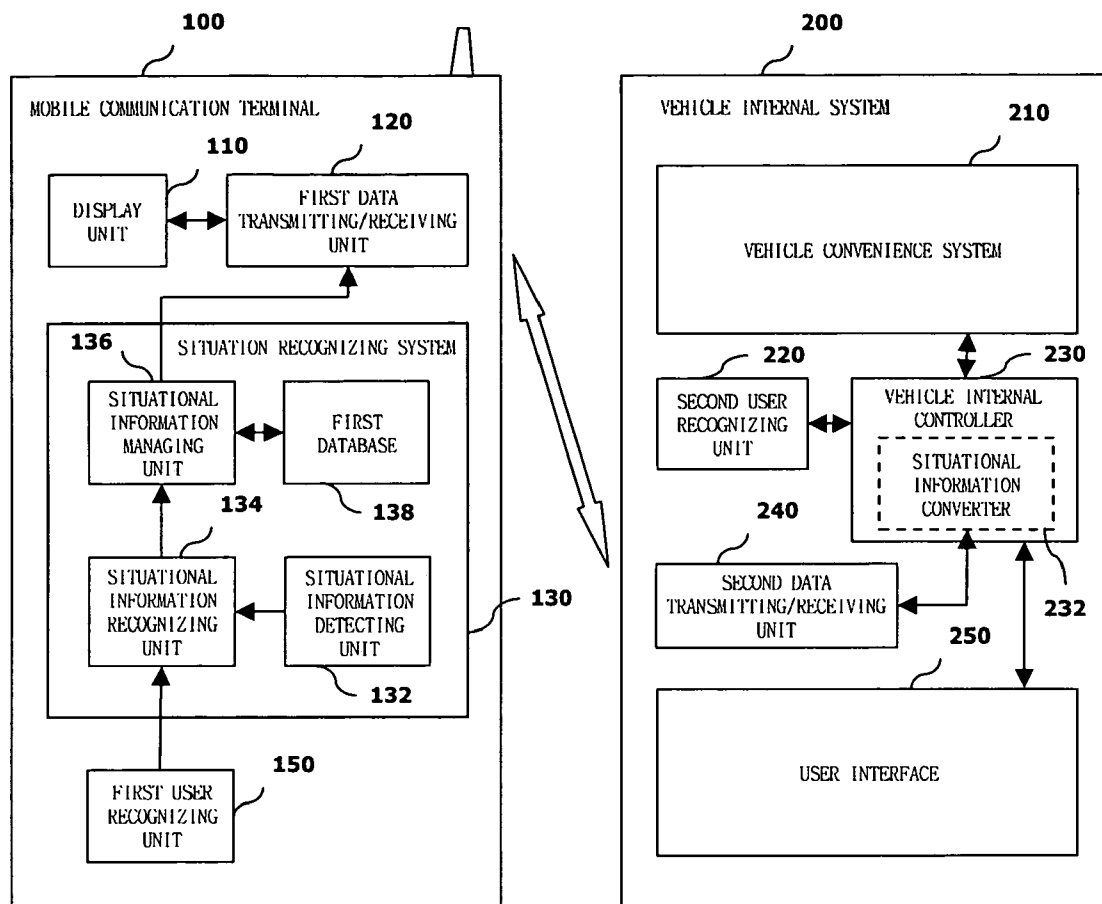 100
MOBILE COMMUNICATION TERMINAL
110
120
DISPLAY
UNIT
FIRST DATA
TRANSMITTING/RECEIVING
UNIT
136
SITUATION RECOGNIZING SYSTEM
SITUATIONAL
INFORMATION
MANAGING
UNIT
FIRST
DATABASE
134
138
SITUATIONAL
INFORMATION
RECOGNIZING
UNIT
SITUATIONAL
INFORMATION
DETECTING
UNIT
130
132
150
FIRST USER
RECOGNIZING
UNIT
200
VEHICLE INTERNAL SYSTEM
210
VEHICLE CONVENIENCE SYSTEM
220
230
SECOND USER
RECOGNIZING
UNIT
VEHICLE INTERNAL
CONTROLLER
SITUATIONAL
INFORMATION
CONVERTER
240
232
SECOND DATA
TRANSMITTING/RECEIVING
UNIT
250
USER INTERFACE